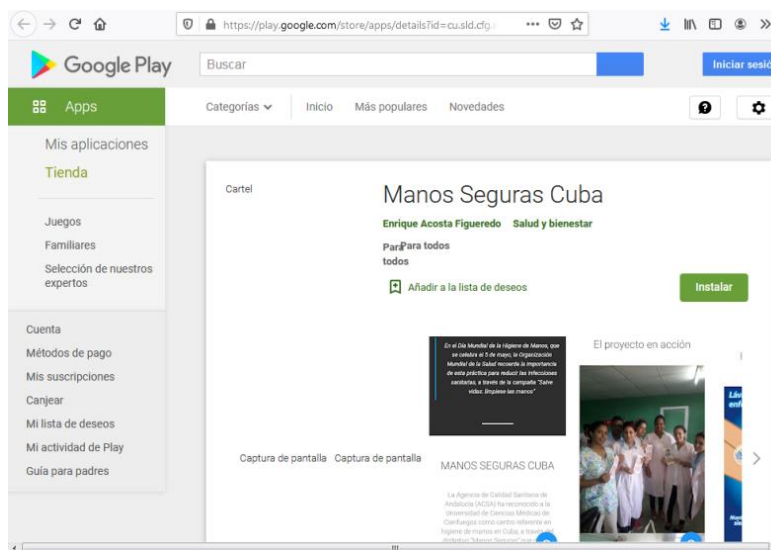 https://play.google.com/store/apps/details?id=cu.sld.cfg.
Google Play
Buscar
Iniciar sesió
Apps
Categorías
Inicio
Más populares
Novedades
Mis aplicaciones
Tienda
Juegos
Familiares
Selección de nuestros
expertos
Cuenta
Métodos de pago
Mis suscripciones
Canjear
Mi lista de deseos
Mi actividad de Play
Guía para padres
Cartel
Manos Seguras Cuba
Enrique Acosta Figueredo Salud y bienestar
Para todos
Para
todos
Añadir a la lista de deseos
Instalar
En el Día Mundial de la Higiene de Manos, que
se celebra el 5 de mayo, la Organización
Mundial de la Salud recuerda la importancia
de esta práctica para reducir las infecciones
sanitarias, a través de la campaña "Salve
vidas: límpiese las manos"
El proyecto en acción
Captura de pantalla Captura de pantalla
MANOS SEGURAS CUBA
La Agencia de Calidad Sanitaria de
Andalucía (ACSA) ha reconocido a la
Universidad de Ciencias Médicas de
Cienfuegos como centro referente en
higiene de manos en Cuba, a través del
distintivo "Manos Seguras" que